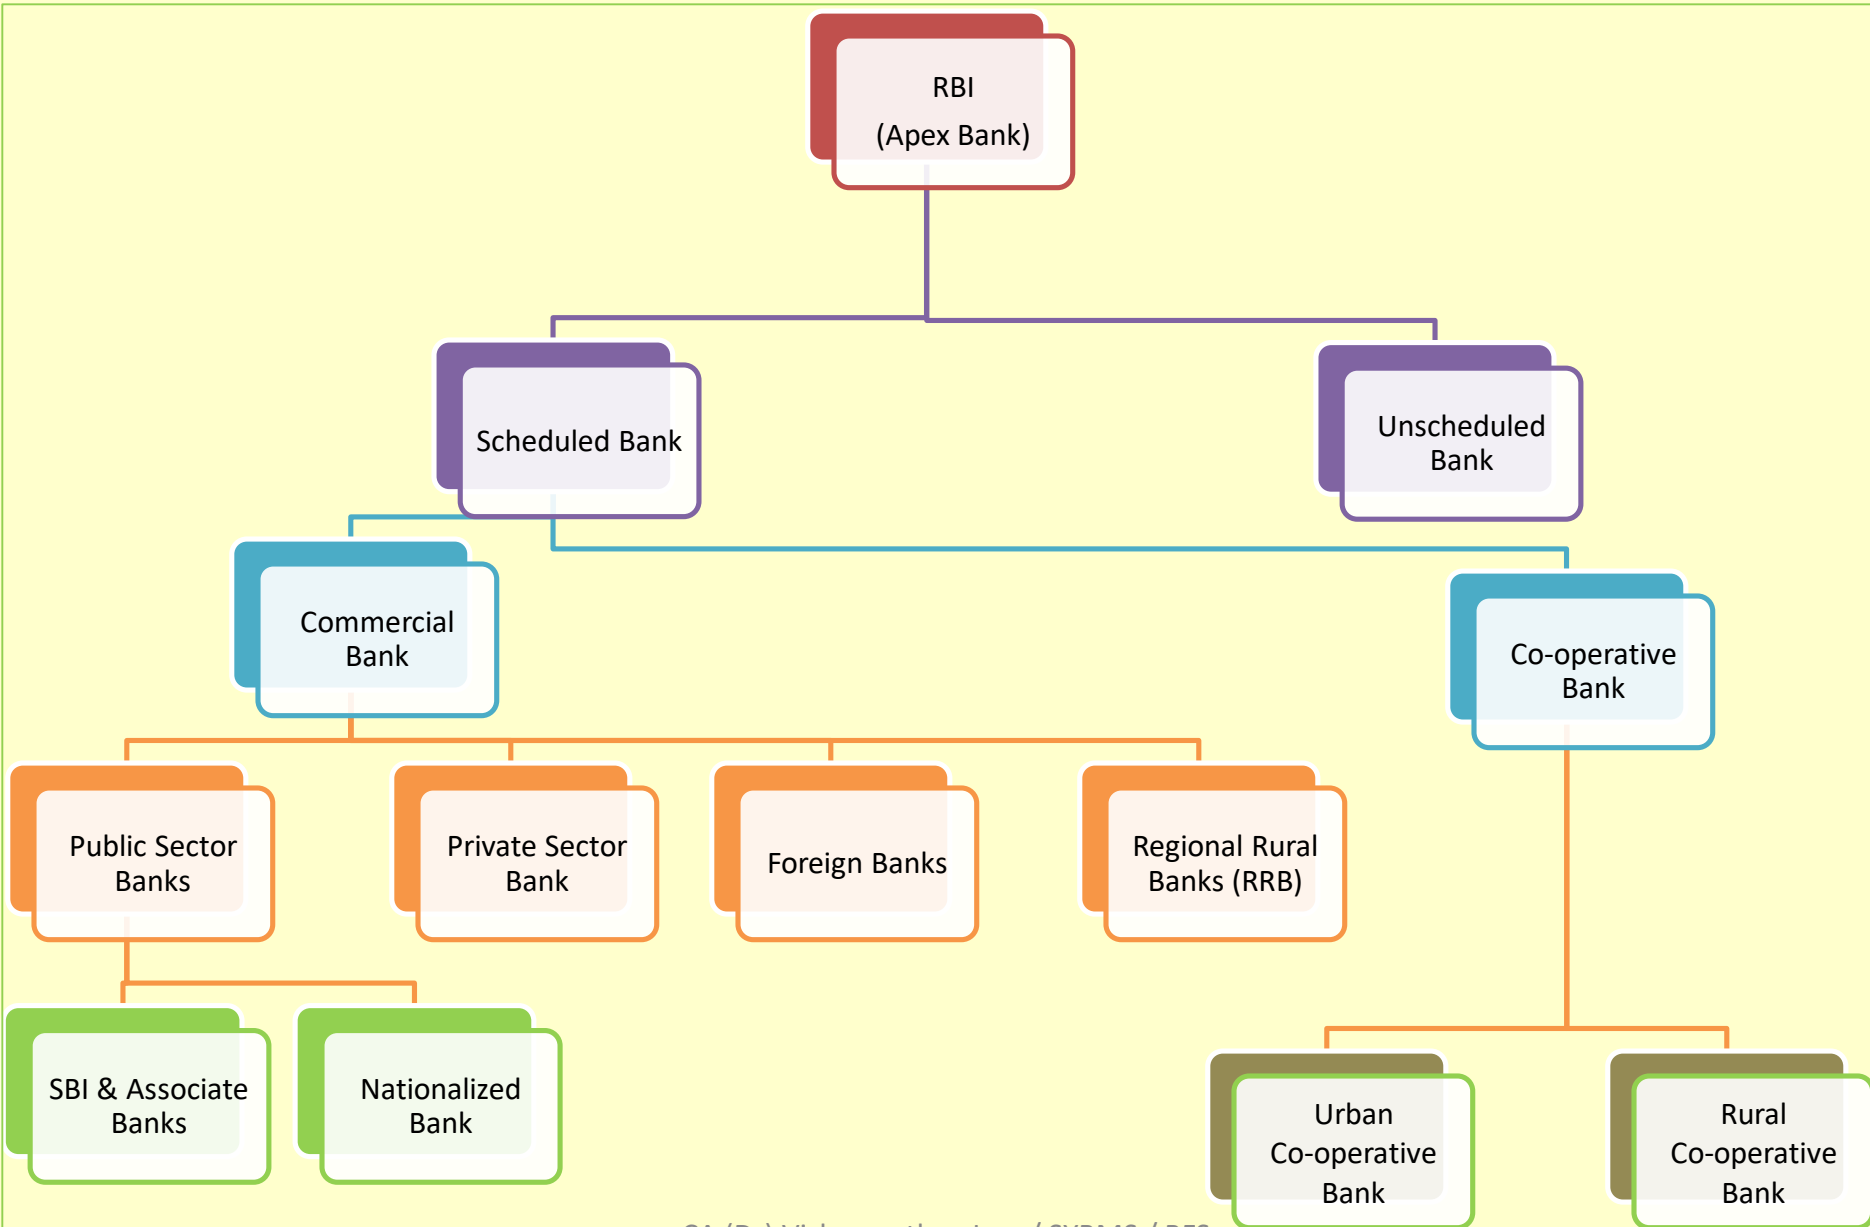 RBI
(Apex Bank)
Scheduled Bank
Unscheduled
Bank
Commercial
Bank
Co-operative
Bank
Public Sector
Banks
Private Sector
Bank
Foreign Banks
Regional Rural
Banks (RRB)
SBI & Associate
Banks
Nationalized
Bank
Urban
Co-operative
Bank
Rural
Co-operative
Bank